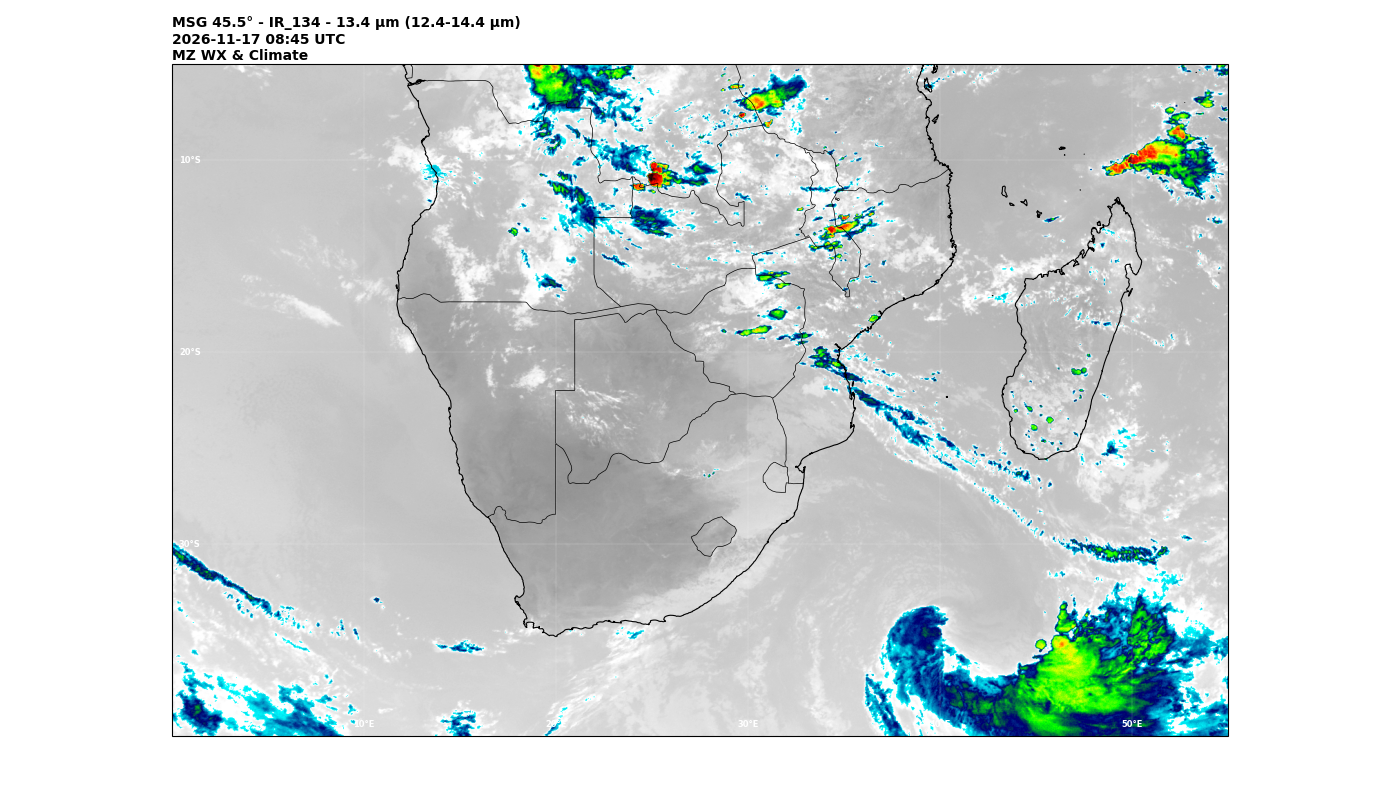 MSG 45.5° - IR_134 - 13.4 µm (12.4-14.4 µm)
2026-11-17 08:45 UTC
MZ WX & Climate
10°S
20°S
30°S
30°E
50°E